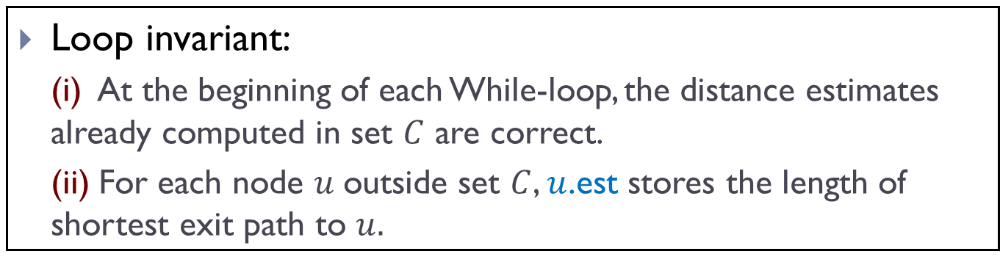 Loop invariant:
(i) At the beginning of each While-loop, the distance estimates
already computed in set C are correct.
(ii) For each node u outside set C, u.est stores the length of
shortest exit path to u.